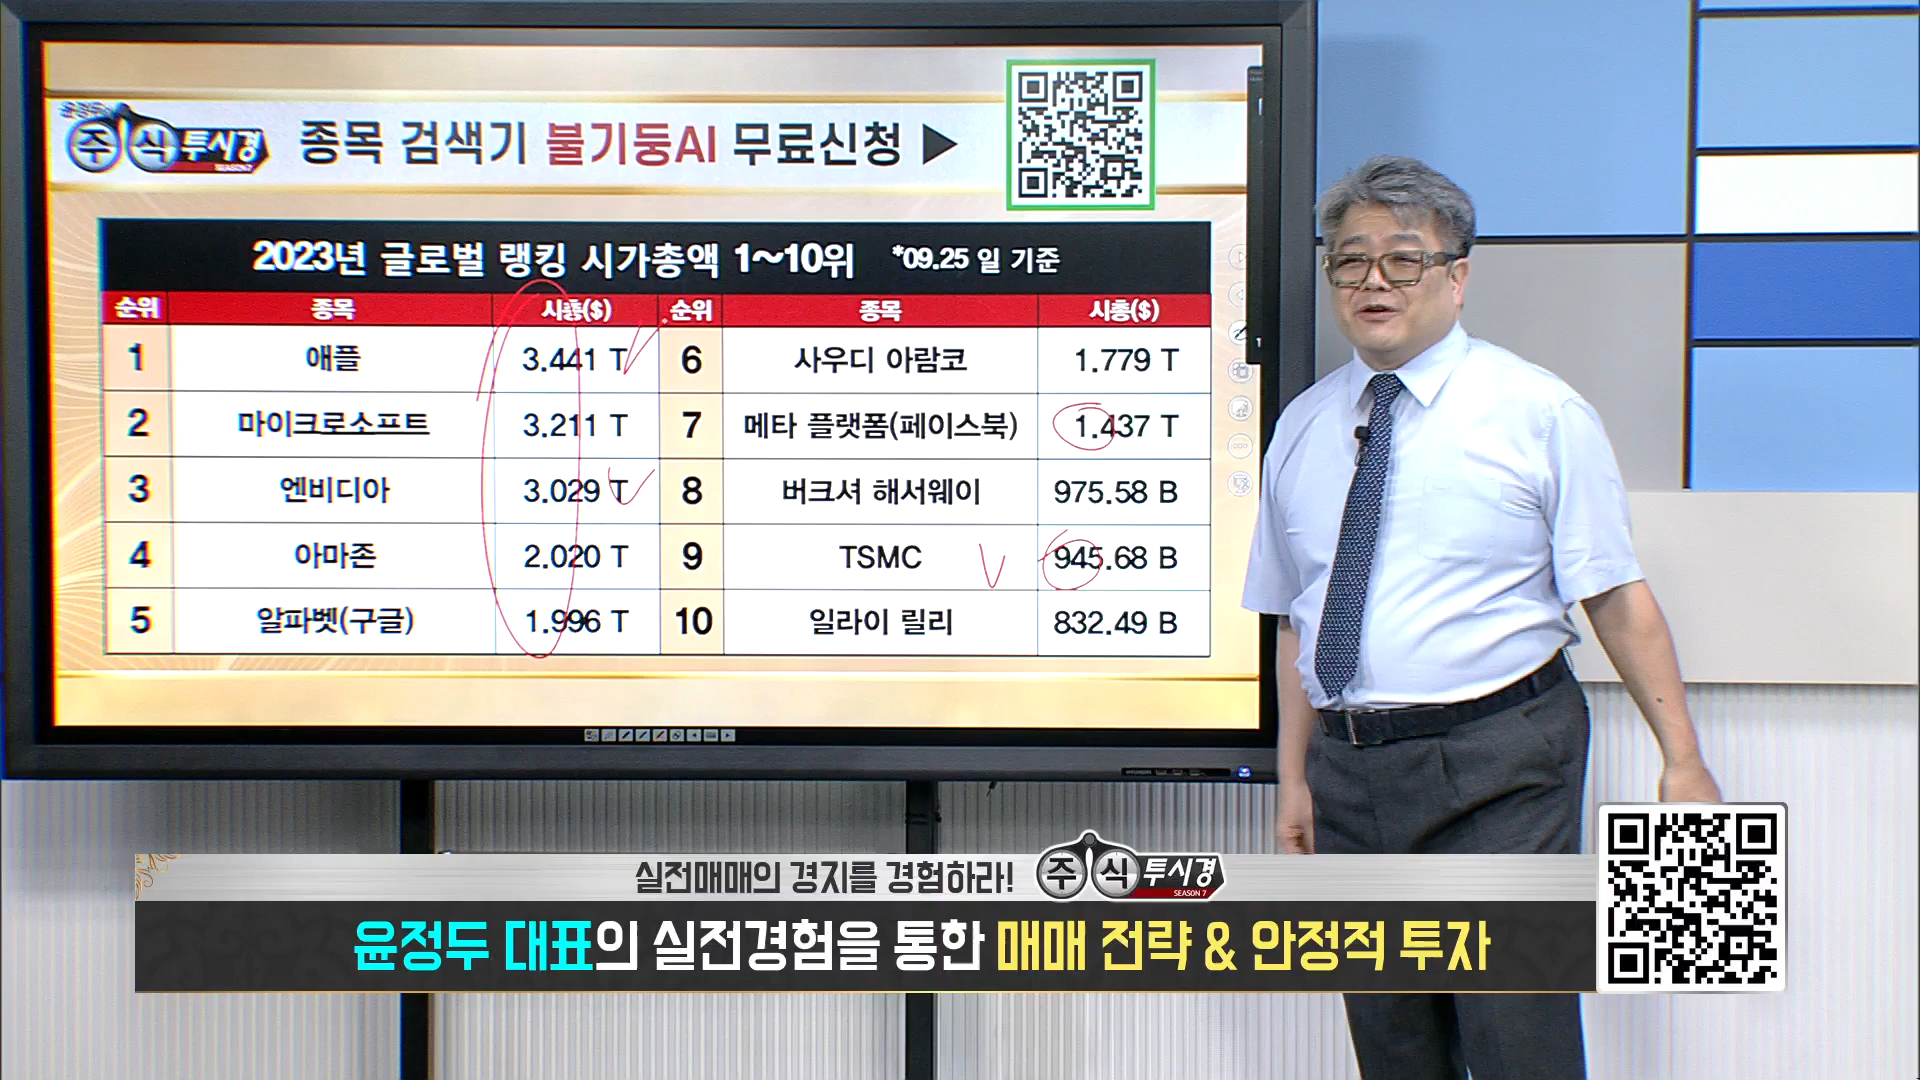 윤정두의
주식투시경
SEASON 7
종목 검색기 불기둥AI 무료신청 ▶
2023년 글로벌 랭킹 시가총액 1~10위 *09.25 일 기준
순위 종목 시총($) 순위 종목 시총($)
1 애플 3.441 T 6 사우디 아람코 1.779 T
2 마이크로소프트 3.211 T 7 메타 플랫폼(페이스북) 1.437 T
3 엔비디아 3.029 T 8 버크셔 해서웨이 975.58 B
4 아마존 2.020 T 9 TSMC 945.68 B
5 알파벳(구글) 1.996 T 10 일라이 릴리 832.49 B
HYUNDAI
실전매매의 경지를 경험하라! 주식투시경
SEASON 7
윤정두 대표의 실전경험을 통한 매매 전략 & 안정적 투자